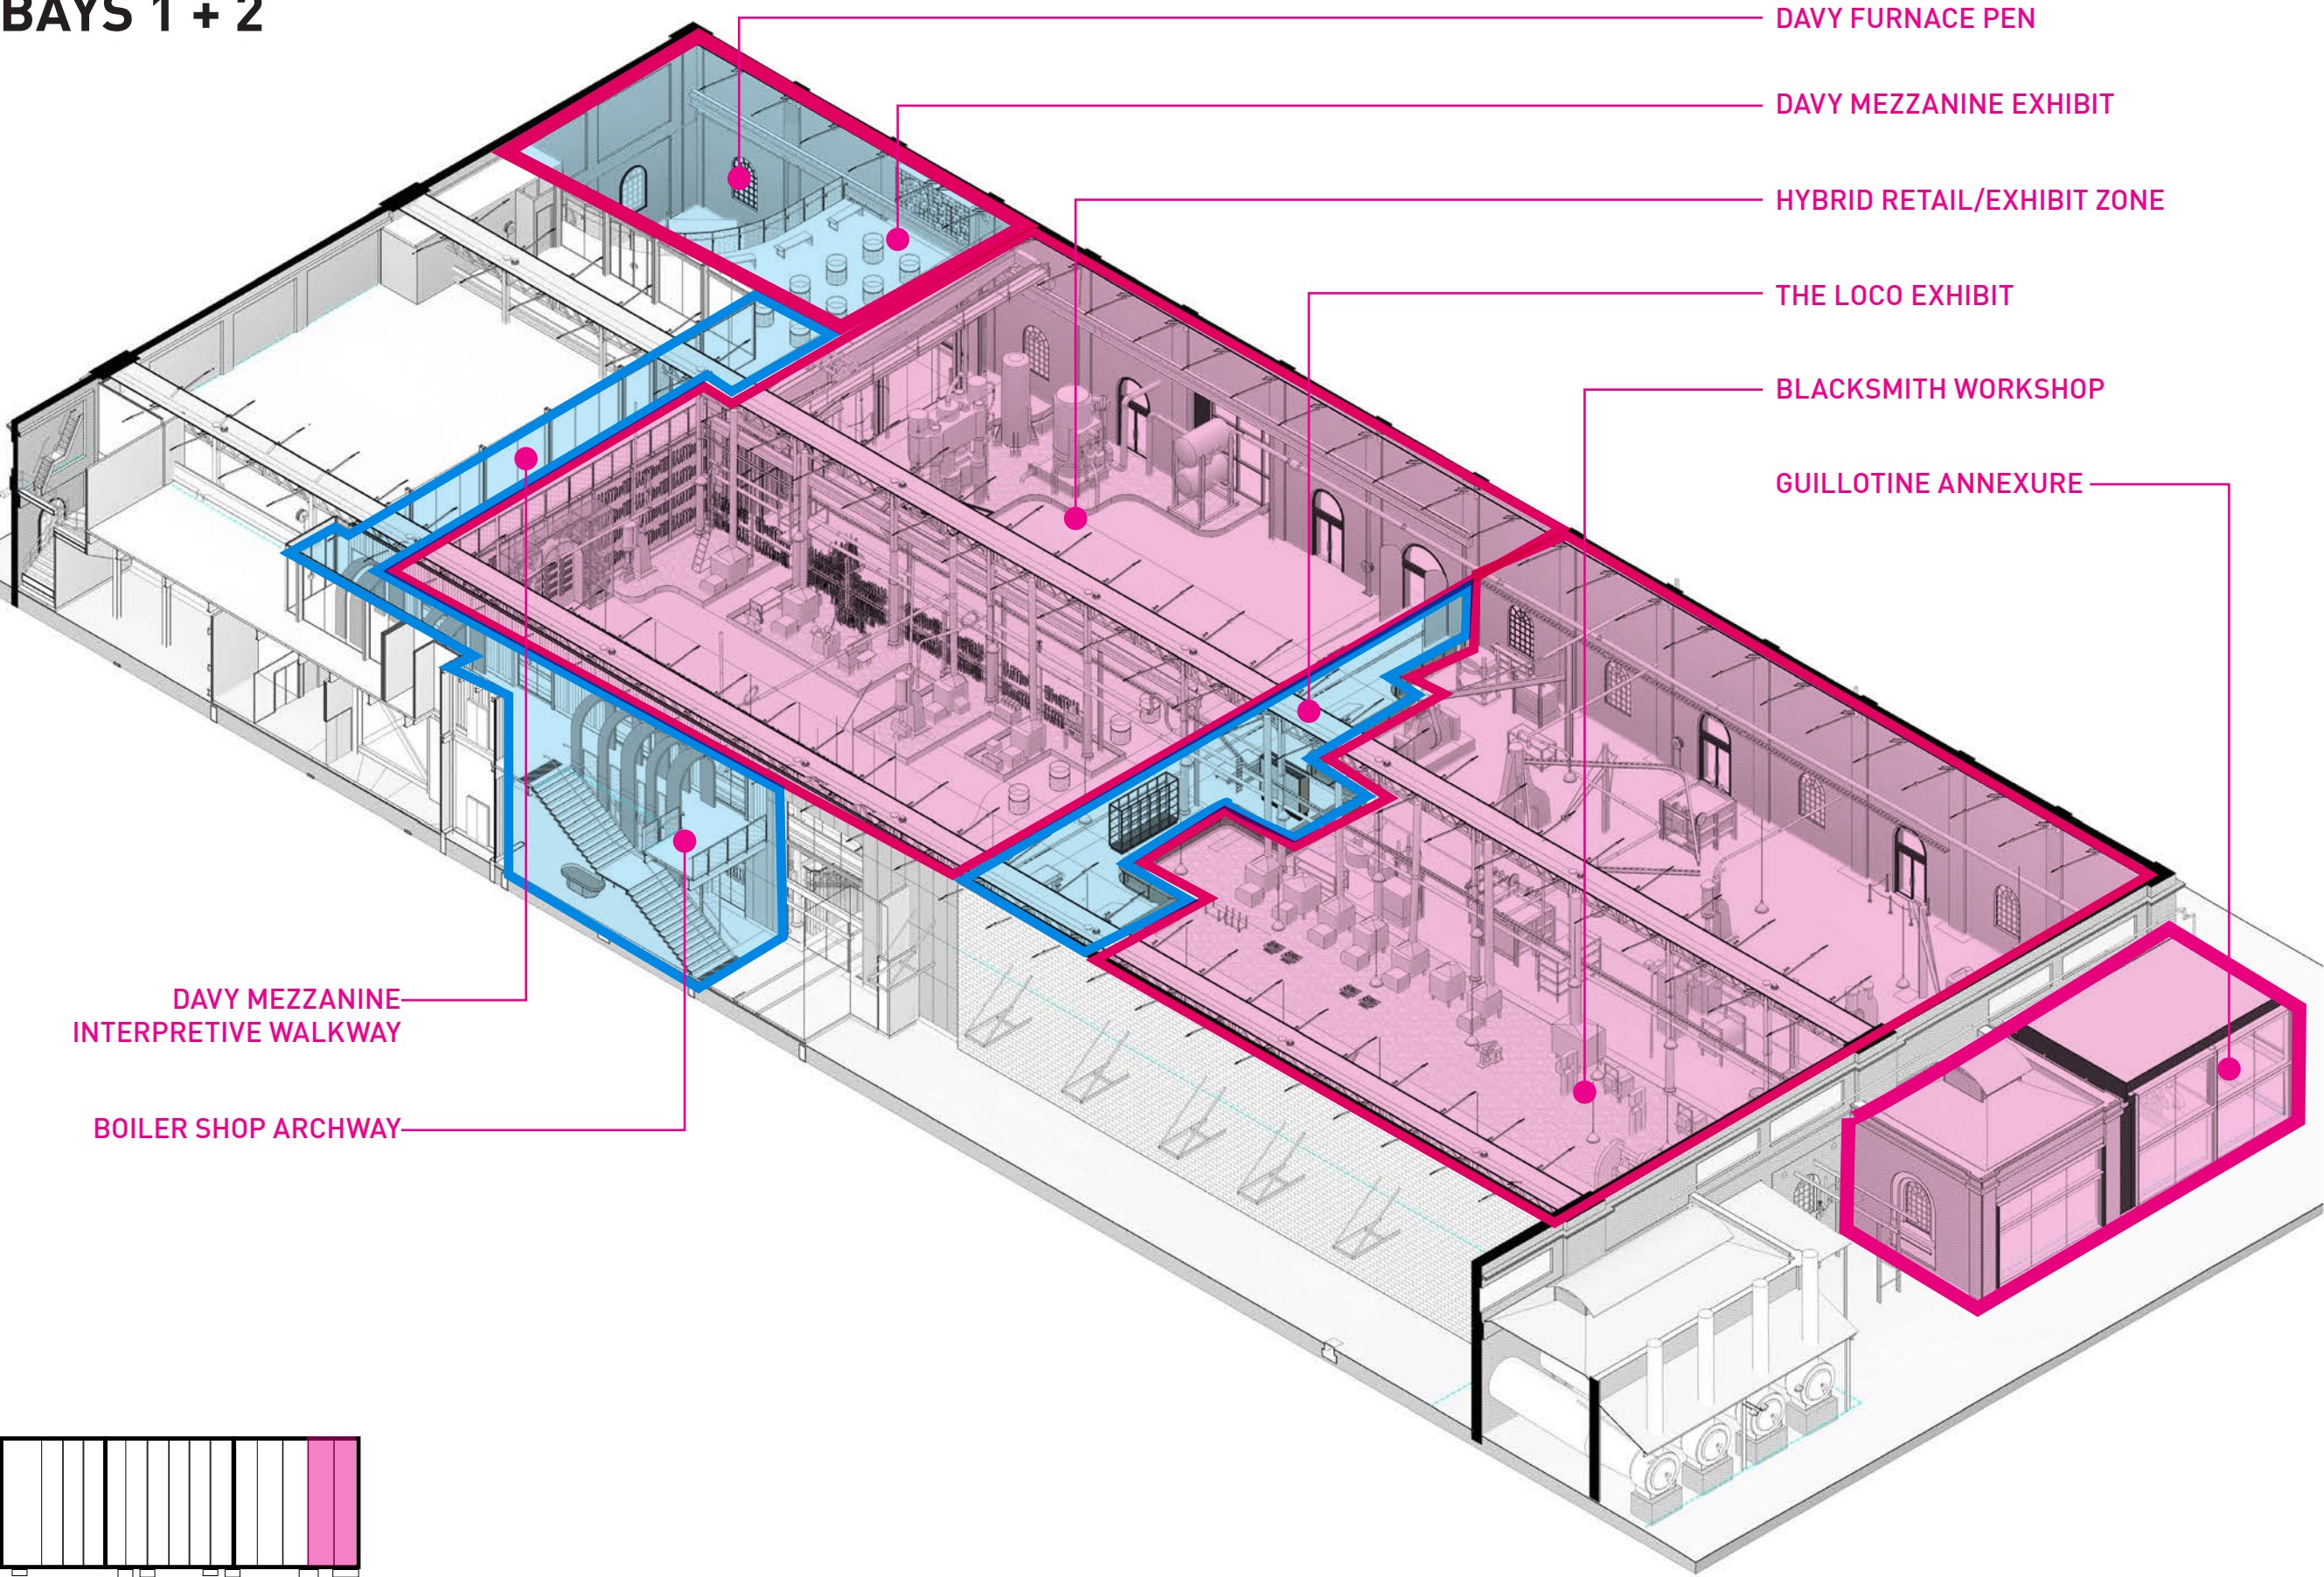 BAYS 1 + 2
DAVY FURNACE PEN
DAVY MEZZANINE EXHIBIT
HYBRID RETAIL/EXHIBIT ZONE
THE LOCO EXHIBIT
BLACKSMITH WORKSHOP
GUILLOTINE ANNEXURE
DAVY MEZZANINE
INTERPRETIVE WALKWAY
BOILER SHOP ARCHWAY